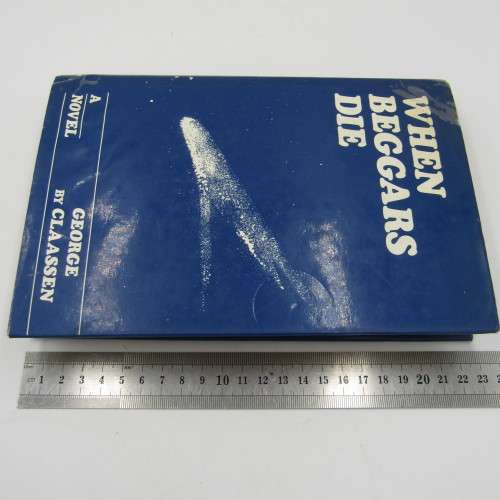 WHEN
BEGGARS
DIE
A NOVEL
BY GEORGE
CLAASSEN
cm 1 2 3 4 5 6 7 8 9 10 11 12 13 14 15 16 17 18 19 20 21 22 23